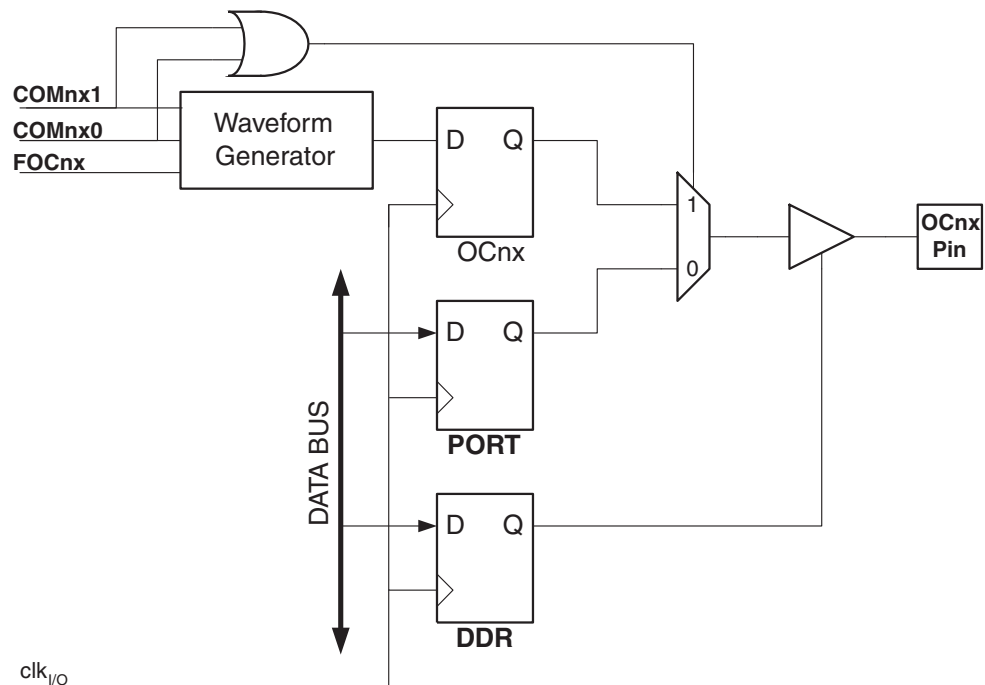 COMnx1
COMnx0
FOCnx
Waveform
Generator
D Q
OCnx
1
0
OCnx
Pin
D Q
PORT
DATA BUS
D Q
DDR
clkI/O